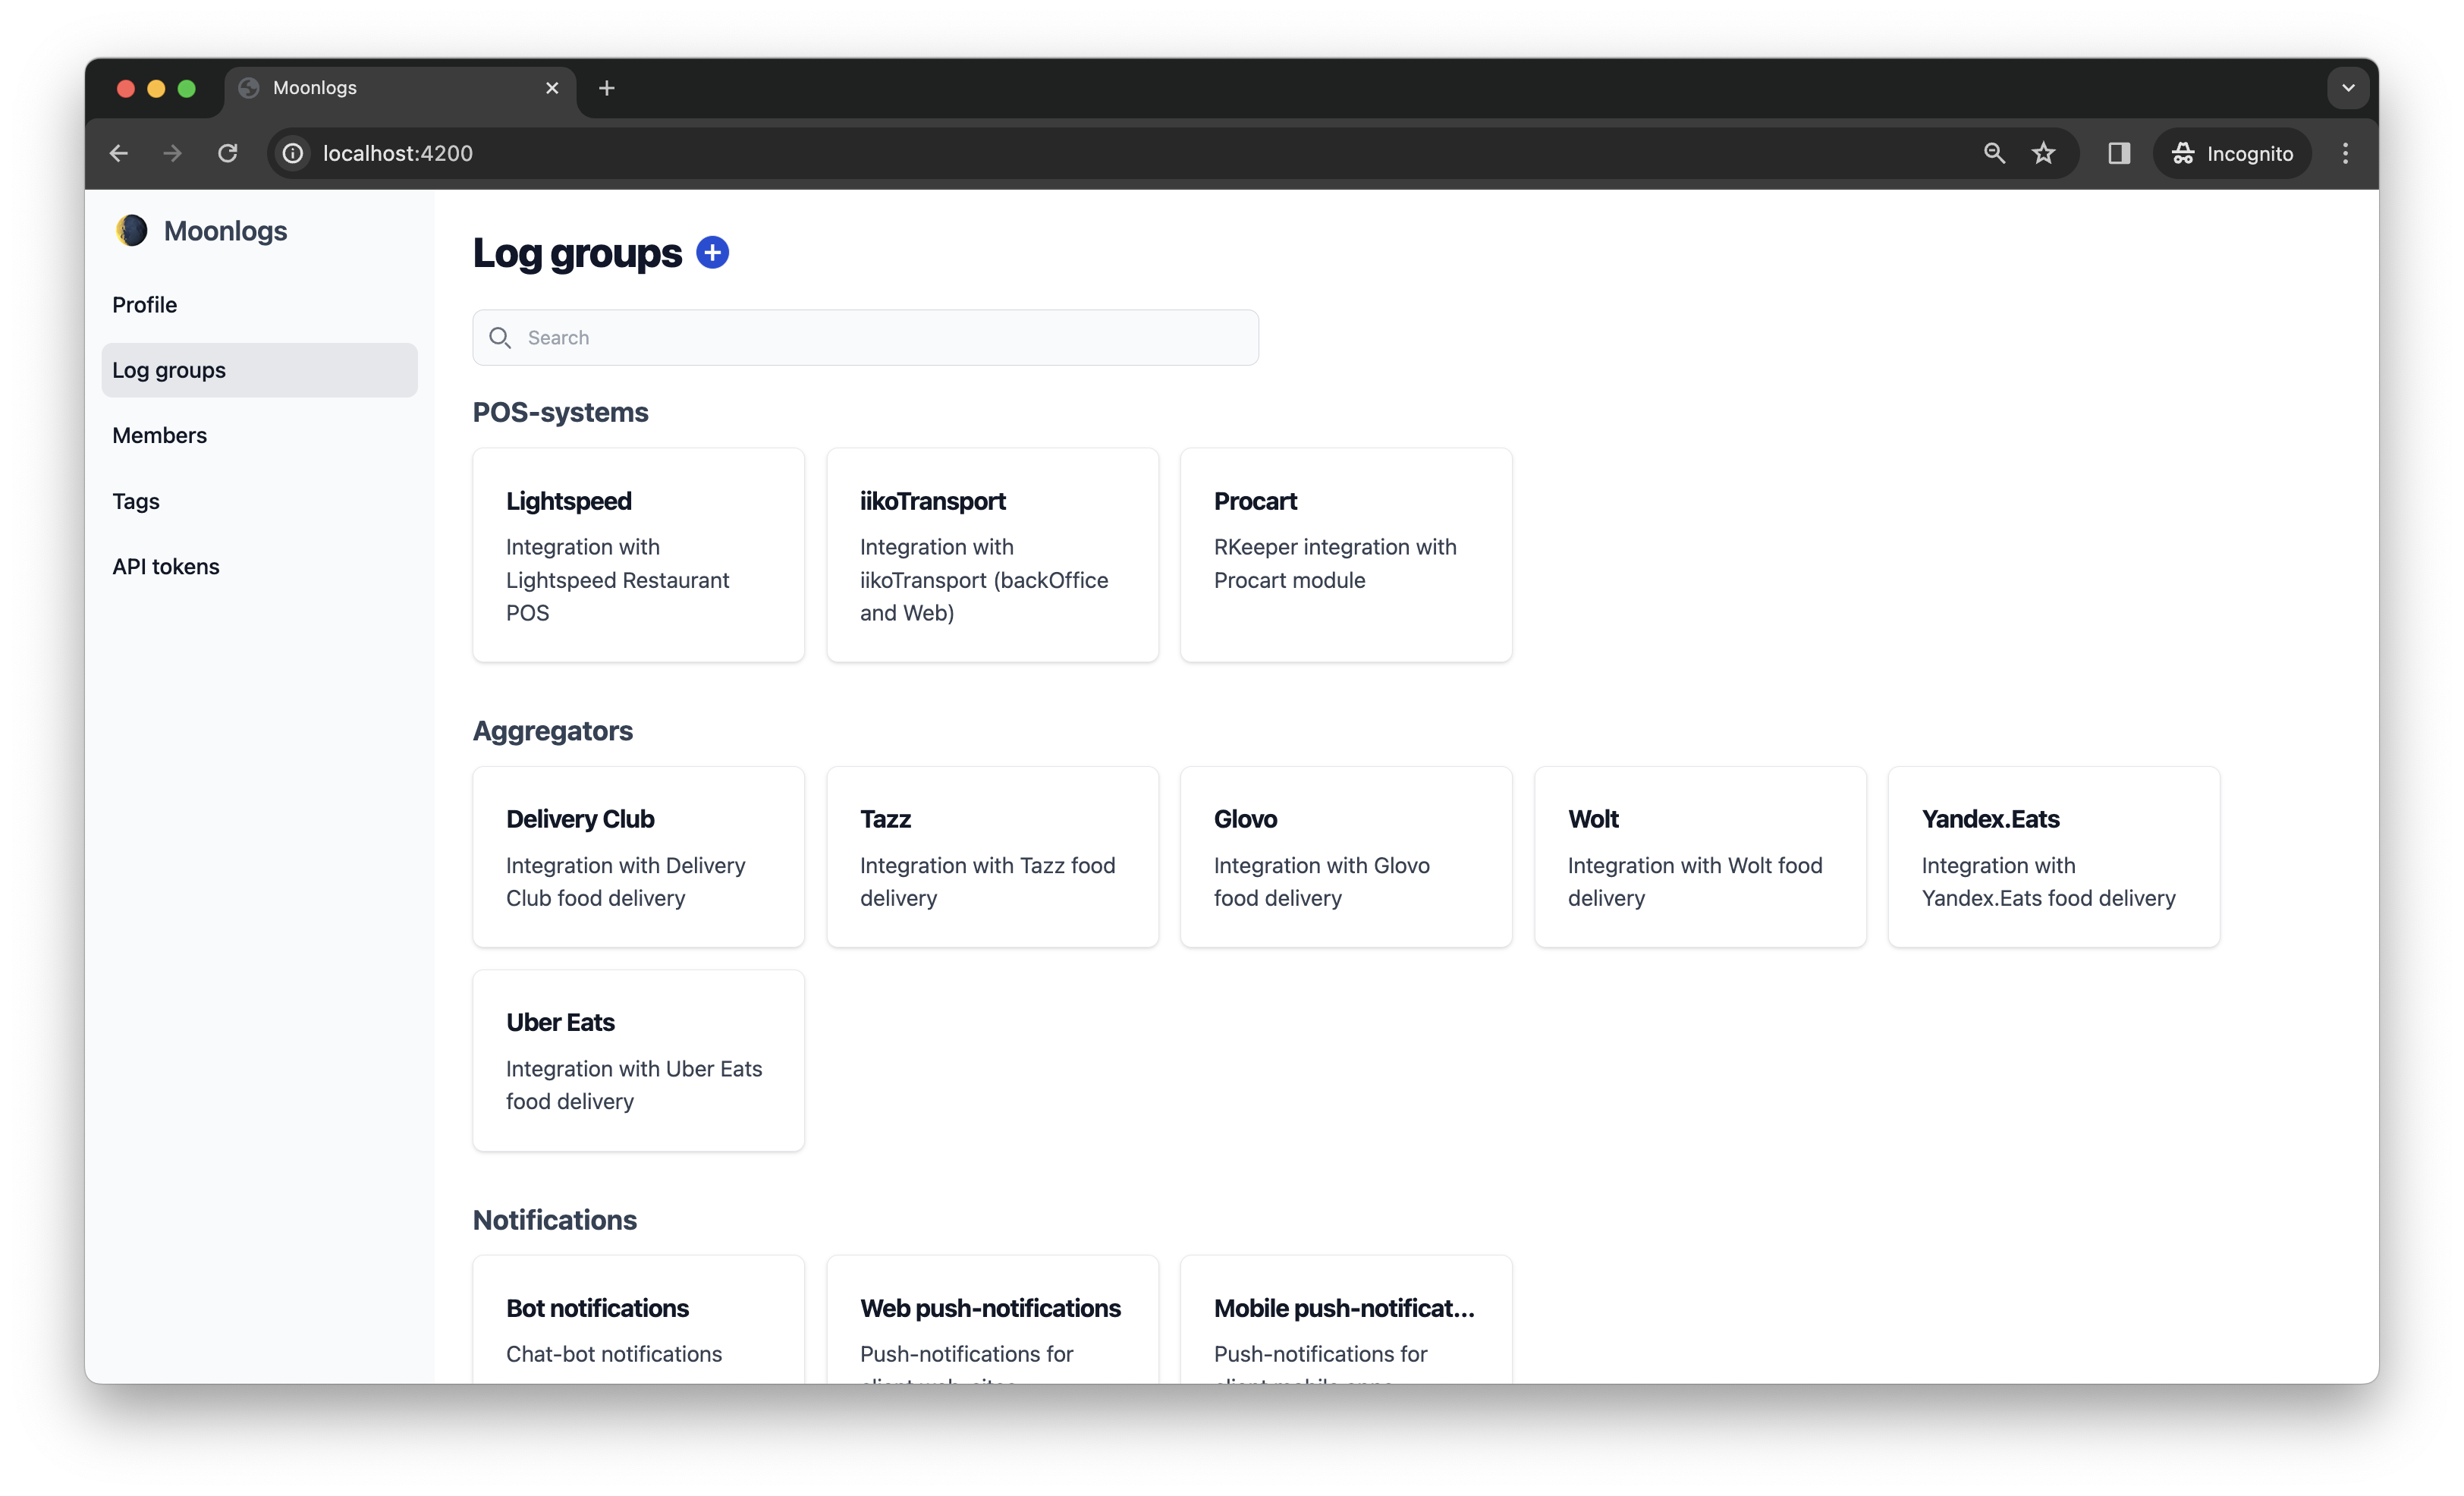 Moonlogs
localhost:4200
Incognito
Moonlogs
Profile
Log groups
Members
Tags
API tokens
Log groups
Search
POS-systems
Lightspeed
Integration with
Lightspeed Restaurant
POS
iikoTransport
Integration with
iikoTransport (backOffice
and Web)
Procart
RKeeper integration with
Procart module
Aggregators
Delivery Club
Integration with Delivery
Club food delivery
Tazz
Integration with Tazz food
delivery
Glovo
Integration with Glovo
food delivery
Wolt
Integration with Wolt food
delivery
Yandex.Eats
Integration with
Yandex.Eats food delivery
Uber Eats
Integration with Uber Eats
food delivery
Notifications
Bot notifications
Chat-bot notifications
Web push-notifications
Push-notifications for
Mobile push-notificat...
Push-notifications for